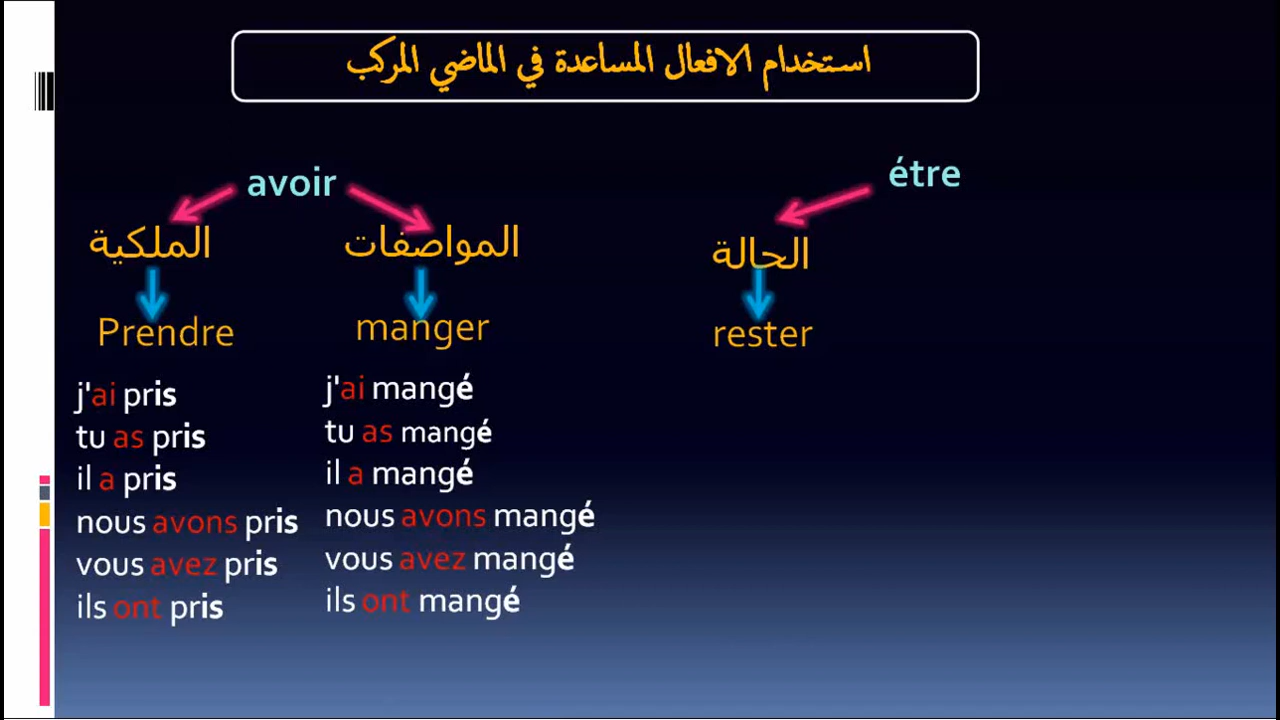 استخدام الافعال المساعدة في الماضي المركب
avoir
étre
الملكية
المواصفات
الحالة
Prendre
manger
rester
j'ai pris
tu as pris
il a pris
nous avons pris
vous avez pris
ils ont pris
j'ai mangé
tu as mangé
il a mangé
nous avons mangé
vous avez mangé
ils ont mangé